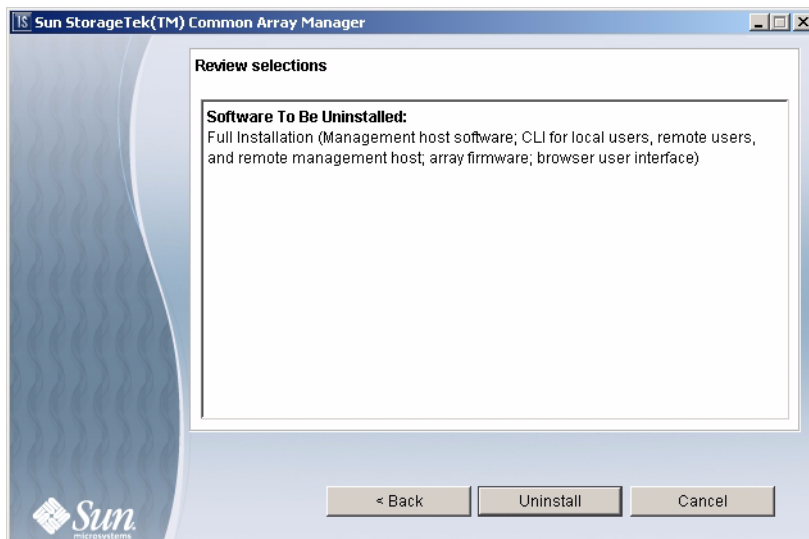 TS Sun StorageTek(TM) Common Array Manager
Review selections
Software To Be Uninstalled:
Full Installation (Management host software; CLI for local users, remote users,
and remote management host; array firmware; browser user interface)
< Back
Uninstall
Cancel
Sun
microsystems